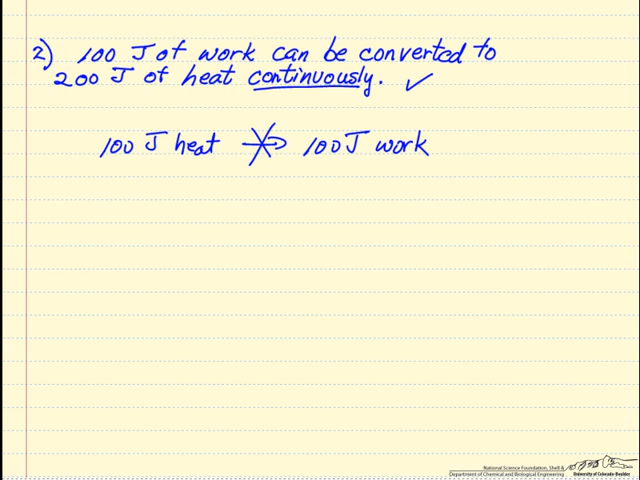 2) 100 J of work can be converted to
200 J of heat continuously. ✓
100 J heat ↛ 100 J work
National Science Foundation, Shell &
Department of Chemical and Biological Engineering University of Colorado-Boulder